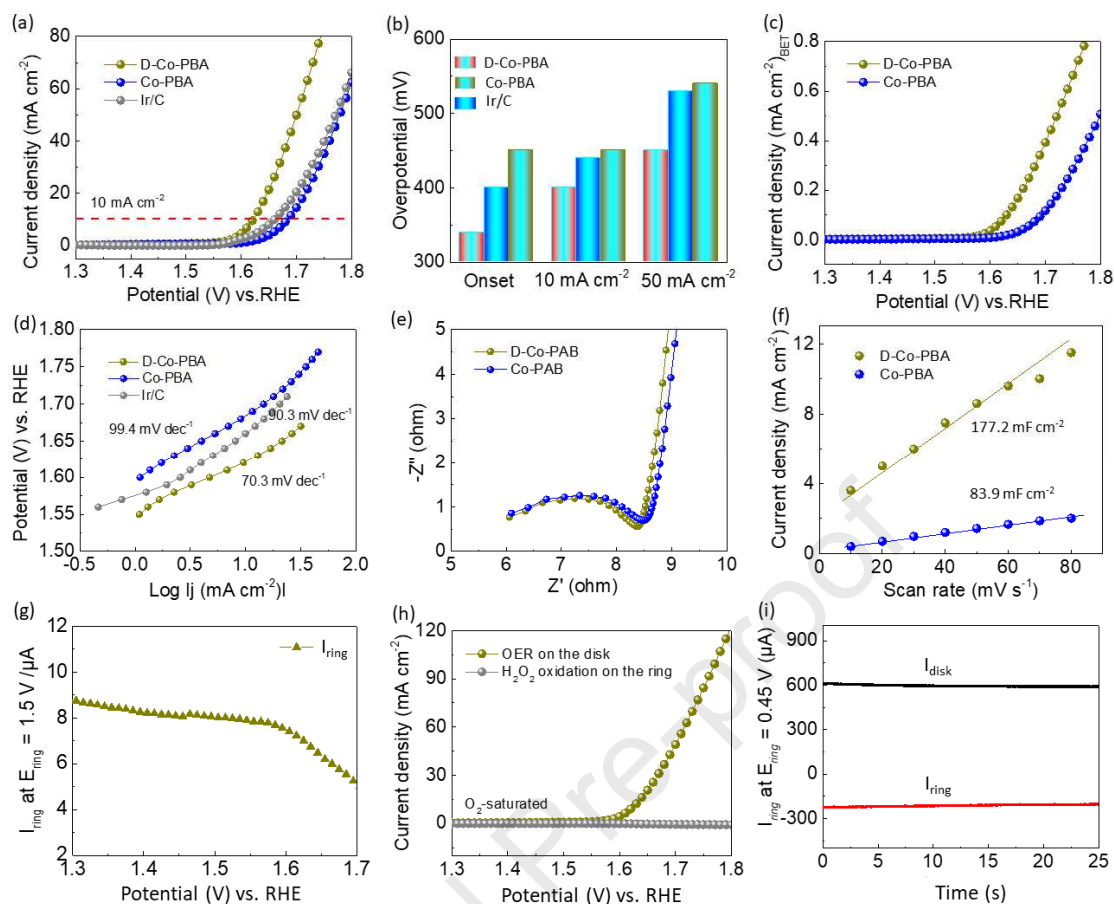 (a)
80
60
40
20
0
Current density (mA cm⁻²)
D-Co-PBA
Co-PBA
Ir/C
10 mA cm⁻²
1.3 1.4 1.5 1.6 1.7 1.8
Potential (V) vs.RHE
(b)
600
500
400
300
Overpotential (mV)
D-Co-PBA
Co-PBA
Ir/C
Onset 10 mA cm⁻² 50 mA cm⁻²
(c)
0.8
0.6
0.4
0.2
0.0
Current density (mA cm⁻²)BET
D-Co-PBA
Co-PBA
1.3 1.4 1.5 1.6 1.7 1.8
Potential (V) vs.RHE
(d)
1.80
1.75
1.70
1.65
1.60
1.55
1.50
Potential (V) vs. RHE
D-Co-PBA
Co-PBA
Ir/C
90.3 mV dec⁻¹
99.4 mV dec⁻¹
70.3 mV dec⁻¹
-0.5 0.0 0.5 1.0 1.5 2.0
Log lj (mA cm⁻²)l
(e)
5
4
3
2
1
0
-Z'' (ohm)
D-Co-PAB
Co-PAB
5 6 7 8 9 10
Z' (ohm)
(f)
12
8
4
0
Current density (mA cm⁻²)
D-Co-PBA
Co-PBA
177.2 mF cm⁻²
83.9 mF cm⁻²
0 20 40 60 80
Scan rate (mV s⁻¹)
(g)
12
10
8
6
4
2
I_ring at E_ring = 1.5 V /μA
I_ring
1.3 1.4 1.5 1.6 1.7
Potential (V) vs. RHE
(h)
120
90
60
30
0
Current density (mA cm⁻²)
OER on the disk
H₂O₂ oxidation on the ring
O₂-saturated
1.3 1.4 1.5 1.6 1.7 1.8
Potential (V) vs. RHE
(i)
900
600
300
0
-300
I_ring at E_ring = 0.45 V (μA)
I_disk
I_ring
0 5 10 15 20 25
Time (s)
Pre-proof